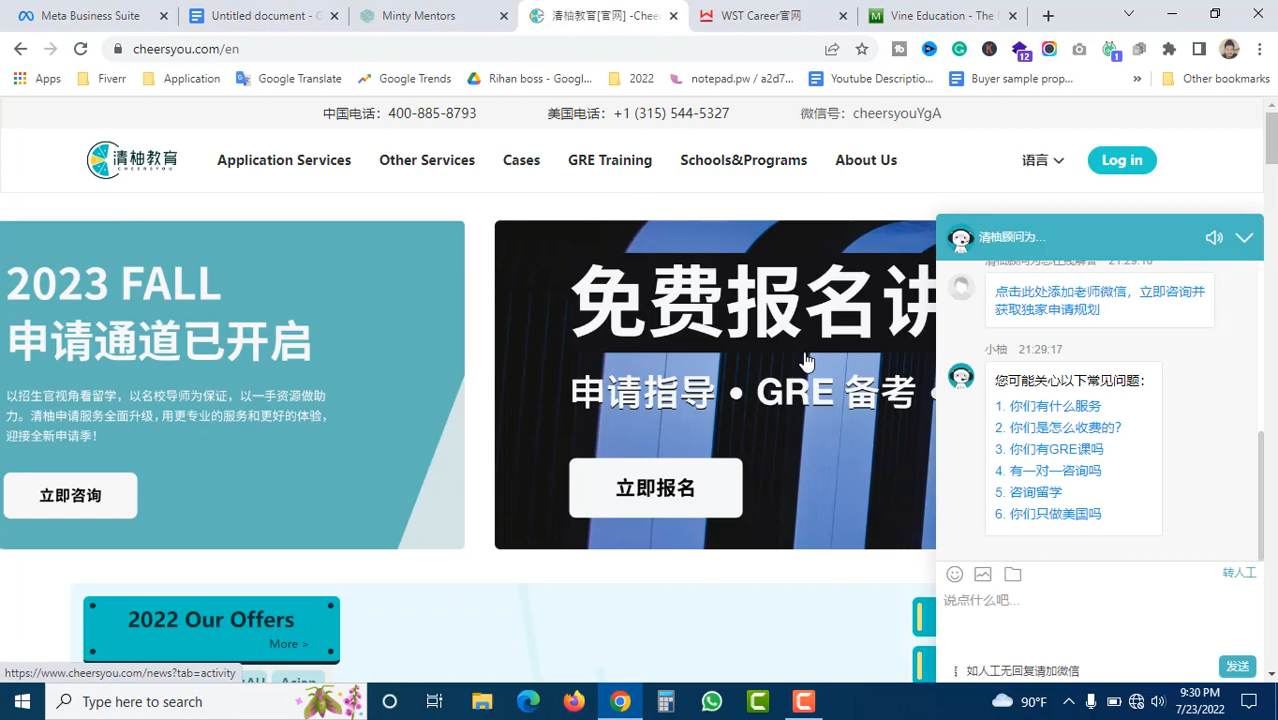 Meta Business Suite
Untitled document - G
Minty Mentors
清柚教育[官网] -Chee
WST Career官网
Vine Education - The
cheersyou.com/en
12
1
Apps
Fiverr
Application
Google Translate
Google Trends
Rihan boss - Googl...
2022
notepad.pw / a2d7...
Youtube Descriptio...
Buyer sample prop...
»
Other bookmarks
中国电话：400-885-8793
美国电话：+1 (315) 544-5327
微信号：cheersyouYgA
清柚教育
CHEERSYOU
Application Services
Other Services
Cases
GRE Training
Schools&Programs
About Us
语言
Log in
2023 FALL
申请通道已开启
以招生官视角看留学，以名校导师为保证，以一手资源做助
力。清柚申请服务全面升级，用更专业的服务和更好的体验，
迎接全新申请季！
立即咨询
免费报名讲
申请指导 • GRE 备考 •
立即报名
清柚顾问为...
点击此处添加老师微信，立即咨询并
获取独家申请规划
小柚 21:29:17
您可能关心以下常见问题：
1. 你们有什么服务
2. 你们是怎么收费的?
3. 你们有GRE课吗
4. 有一对一咨询吗
5. 咨询留学
6. 你们只做美国吗
转人工
说点什么吧...
如人工无回复请加微信
发送
2022 Our Offers
More >
https://www.cheersyou.com/news?tab=activity
Type here to search
90°F
9:30 PM
7/23/2022